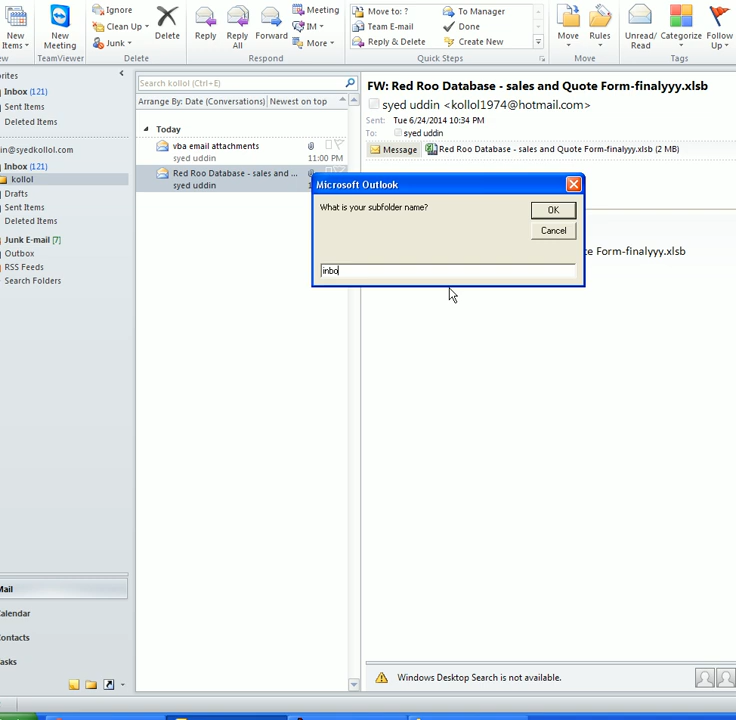 New Items
New Meeting
TeamViewer
Ignore
Clean Up
Junk
Delete
Delete
Reply
Reply All
Forward
Meeting
IM
More
Respond
Move to: ?
To Manager
Team E-mail
Done
Reply & Delete
Create New
Quick Steps
Move
Rules
Move
Unread/ Read
Categorize
Follow Up
Tags
orites
Inbox (121)
Sent Items
Deleted Items
in@syedkollol.com
Inbox (121)
kollol
Drafts
Sent Items
Deleted Items
Junk E-mail [7]
Outbox
RSS Feeds
Search Folders
Mail
alendar
ontacts
asks
Search kollol (Ctrl+E)
Arrange By: Date (Conversations) Newest on top
Today
vba email attachments
syed uddin 11:00 PM
Red Roo Database - sales and ...
syed uddin
FW: Red Roo Database - sales and Quote Form-finalyyy.xlsb
syed uddin <kollol1974@hotmail.com>
Sent: Tue 6/24/2014 10:34 PM
To: syed uddin
Message Red Roo Database - sales and Quote Form-finalyyy.xlsb (2 MB)
Microsoft Outlook
What is your subfolder name?
OK
Cancel
inbo
Form-finalyyy.xlsb
Windows Desktop Search is not available.